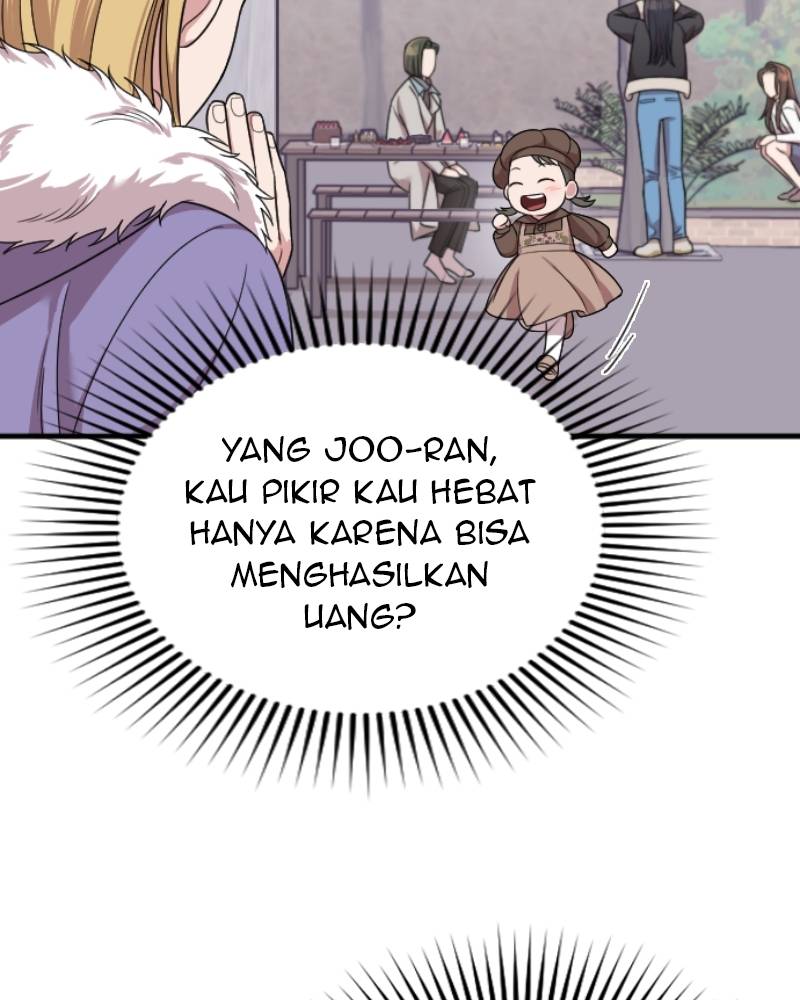 YANG JOO-RAN,
KAU PIKIR KAU HEBAT
HANYA KARENA BISA
MENGHASILKAN
UANG?